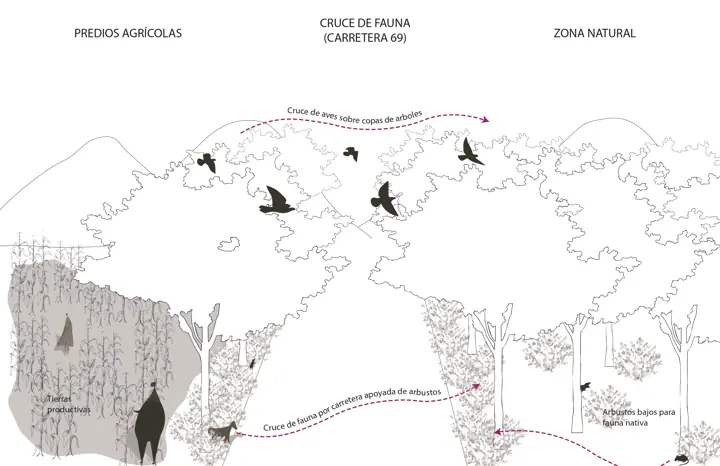 PREDIOS AGRÍCOLAS
CRUCE DE FAUNA
(CARRETERA 69)
ZONA NATURAL
Cruce de aves sobre copas de arboles
Cruce de fauna por carretera apoyada de arbustos
Tierras
productivas
Arbustos bajos para
fauna nativa